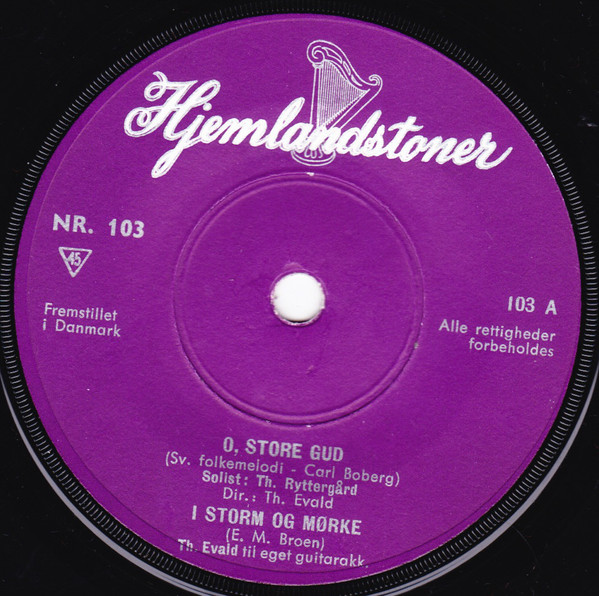 Hjemlandstoner
NR. 103
45
Fremstillet
i Danmark
103 A
Alle rettigheder
forbeholdes
O, STORE GUD
(Sv. folkemelodi - Carl Boberg)
Solist: Th. Ryttergård
Dir.: Th. Evald
I STORM OG MØRKE
(E. M. Broen)
Th. Evald til eget guitarakk.